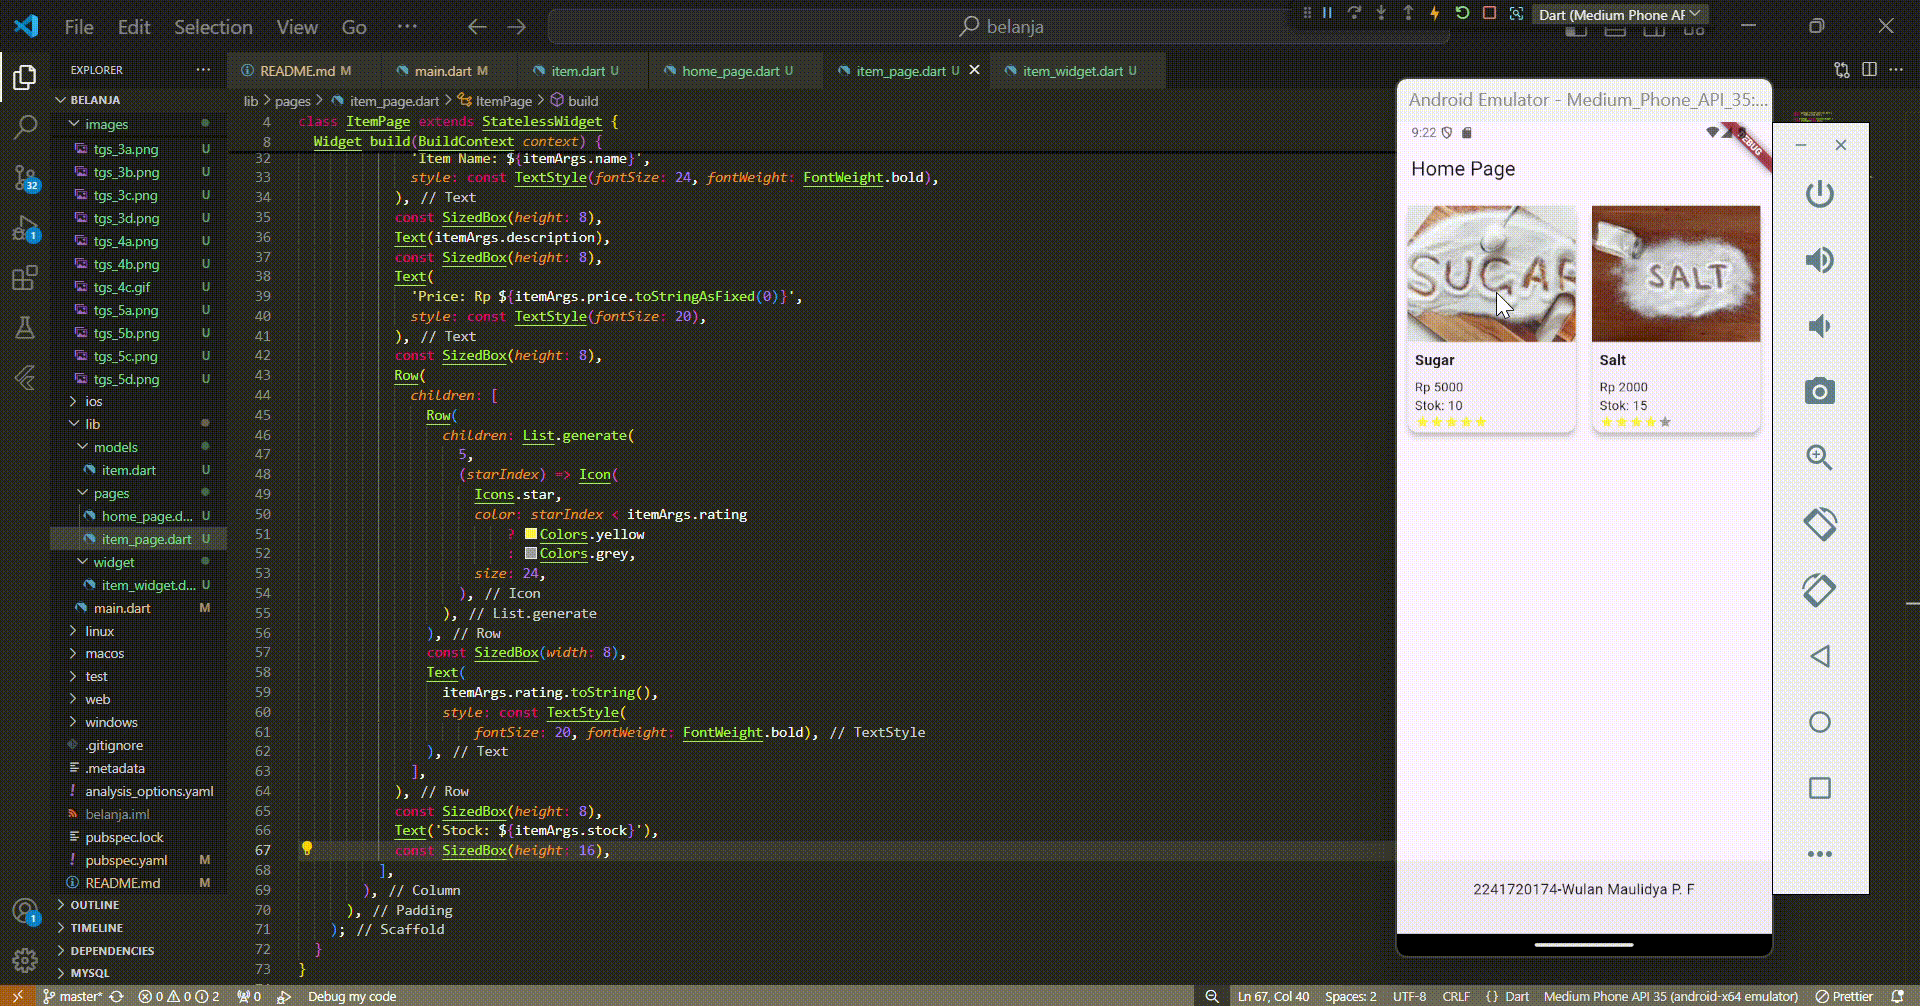 File Edit Selection View Go ··· belanja Dart (Medium Phone AF
EXPLORER ···
README.md M main.dart M item.dart U home_page.dart U item_page.dart U item_widget.dart U ···
BELANJA
images
tgs_3a.png U
tgs_3b.png U
tgs_3c.png U
tgs_3d.png U
tgs_4a.png U
tgs_4b.png U
tgs_4c.gif U
tgs_5a.png U
tgs_5b.png U
tgs_5c.png U
tgs_5d.png U
ios
lib
models
item.dart U
pages
home_page.d... U
item_page.dart U
widget
item_widget.d... U
main.dart M
linux
macos
test
web
windows
.gitignore
.metadata
analysis_options.yaml
belanja.iml
pubspec.lock
pubspec.yaml M
README.md M
OUTLINE
TIMELINE
DEPENDENCIES
MYSQL
32
1
1
lib > pages > item_page.dart > ItemPage > build
4 class ItemPage extends StatelessWidget {
8 Widget build(BuildContext context) {
32 'Item Name: ${itemArgs.name}',
33 style: const TextStyle(fontSize: 24, fontWeight: FontWeight.bold),
34 ), // Text
35 const SizedBox(height: 8),
36 Text(itemArgs.description),
37 const SizedBox(height: 8),
38 Text(
39 'Price: Rp ${itemArgs.price.toStringAsFixed(0)}',
40 style: const TextStyle(fontSize: 20),
41 ), // Text
42 const SizedBox(height: 8),
43 Row(
44 children: [
45 Row(
46 children: List.generate(
47 5,
48 (starIndex) => Icon(
49 Icons.star,
50 color: starIndex < itemArgs.rating
51 ? Colors.yellow
52 : Colors.grey,
53 size: 24,
54 ), // Icon
55 ), // List.generate
56 ), // Row
57 const SizedBox(width: 8),
58 Text(
59 itemArgs.rating.toString(),
60 style: const TextStyle(
61 fontSize: 20, fontWeight: FontWeight.bold), // TextStyle
62 ), // Text
63 ],
64 ), // Row
65 const SizedBox(height: 8),
66 Text('Stock: ${itemArgs.stock}'),
67 const SizedBox(height: 16),
68 ],
69 ), // Column
70 ), // Padding
71 ); // Scaffold
72 }
73 }
Android Emulator - Medium_Phone_API_35:...
9:22
DEBUG
Home Page
SUGAR
SALT
Sugar
Rp 5000
Stok: 10
Salt
Rp 2000
Stok: 15
2241720174-Wulan Maulidya P. F
master* 0 0 2 0 Debug my code Ln 67, Col 40 Spaces: 2 UTF-8 CRLF {} Dart Medium Phone API 35 (android-x64 emulator) Prettier